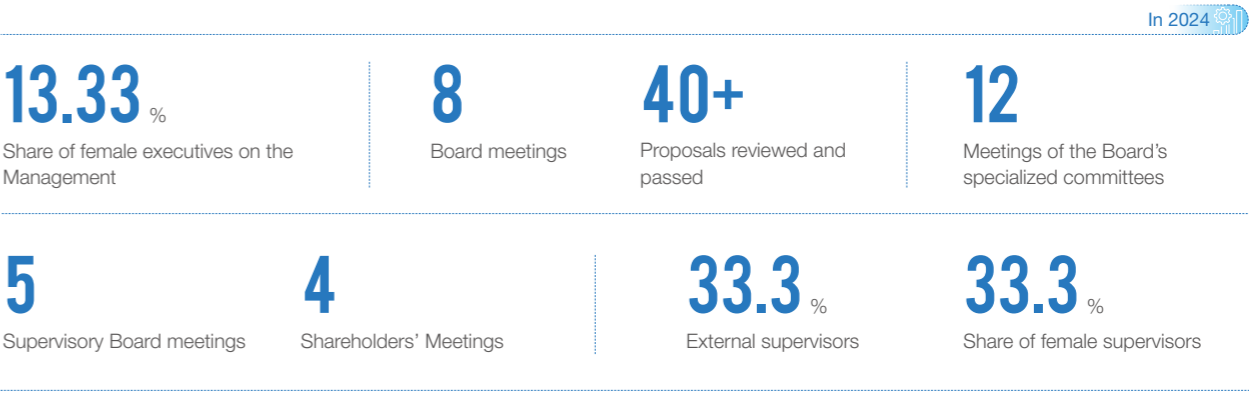 In 2024
13.33 %
Share of female executives on the
Management
8
Board meetings
40+
Proposals reviewed and
passed
12
Meetings of the Board's
specialized committees
5
Supervisory Board meetings
4
Shareholders' Meetings
33.3 %
External supervisors
33.3 %
Share of female supervisors